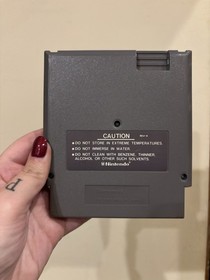 CAUTION
●DO NOT STORE IN EXTREME TEMPERATURES.
●DO NOT IMMERSE IN WATER.
●DO NOT CLEAN WITH BENZENE, THINNER,
ALCOHOL OR OTHER SUCH SOLVENTS.
®Nintendo®